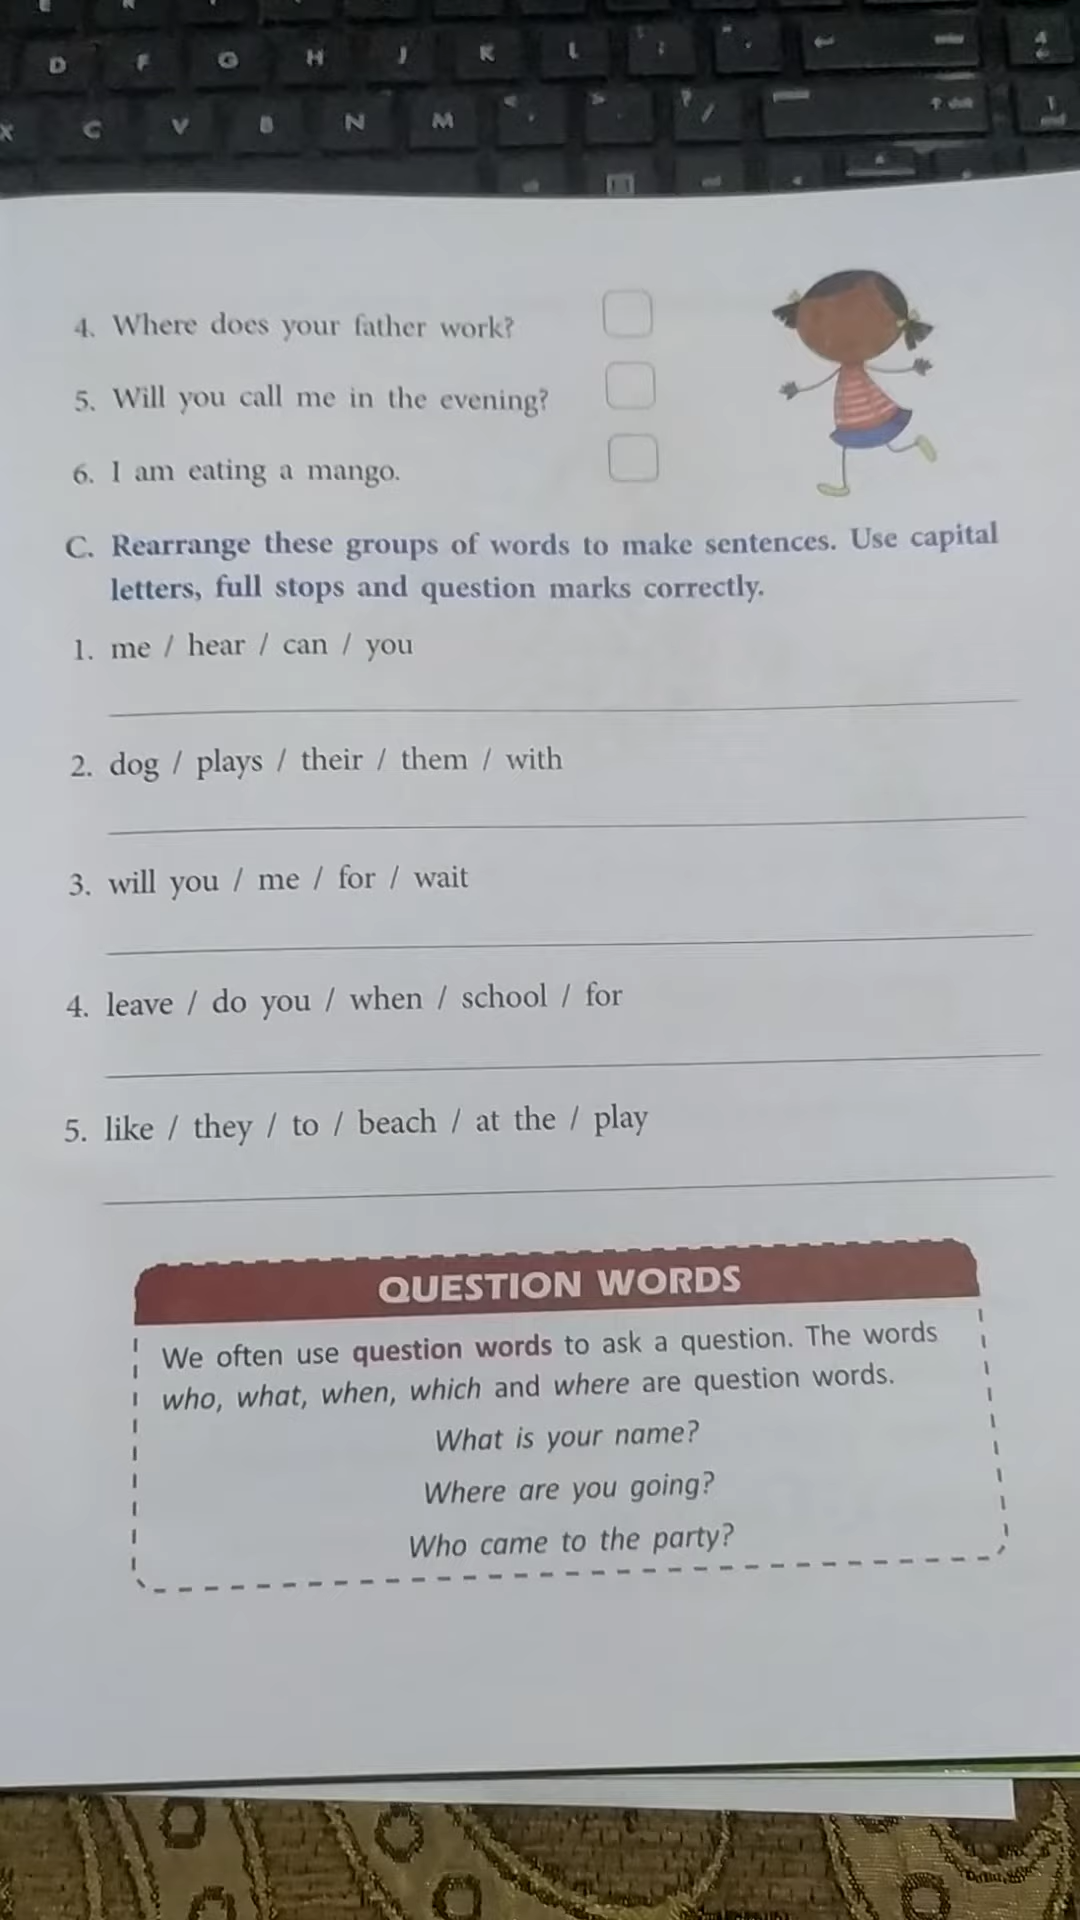 D F G H J K L
X C V B N M
4. Where does your father work?
5. Will you call me in the evening?
6. I am eating a mango.
C. Rearrange these groups of words to make sentences. Use capital
letters, full stops and question marks correctly.
1. me / hear / can / you
2. dog / plays / their / them / with
3. will you / me / for / wait
4. leave / do you / when / school / for
5. like / they / to / beach / at the / play
QUESTION WORDS
We often use question words to ask a question. The words
who, what, when, which and where are question words.
What is your name?
Where are you going?
Who came to the party?